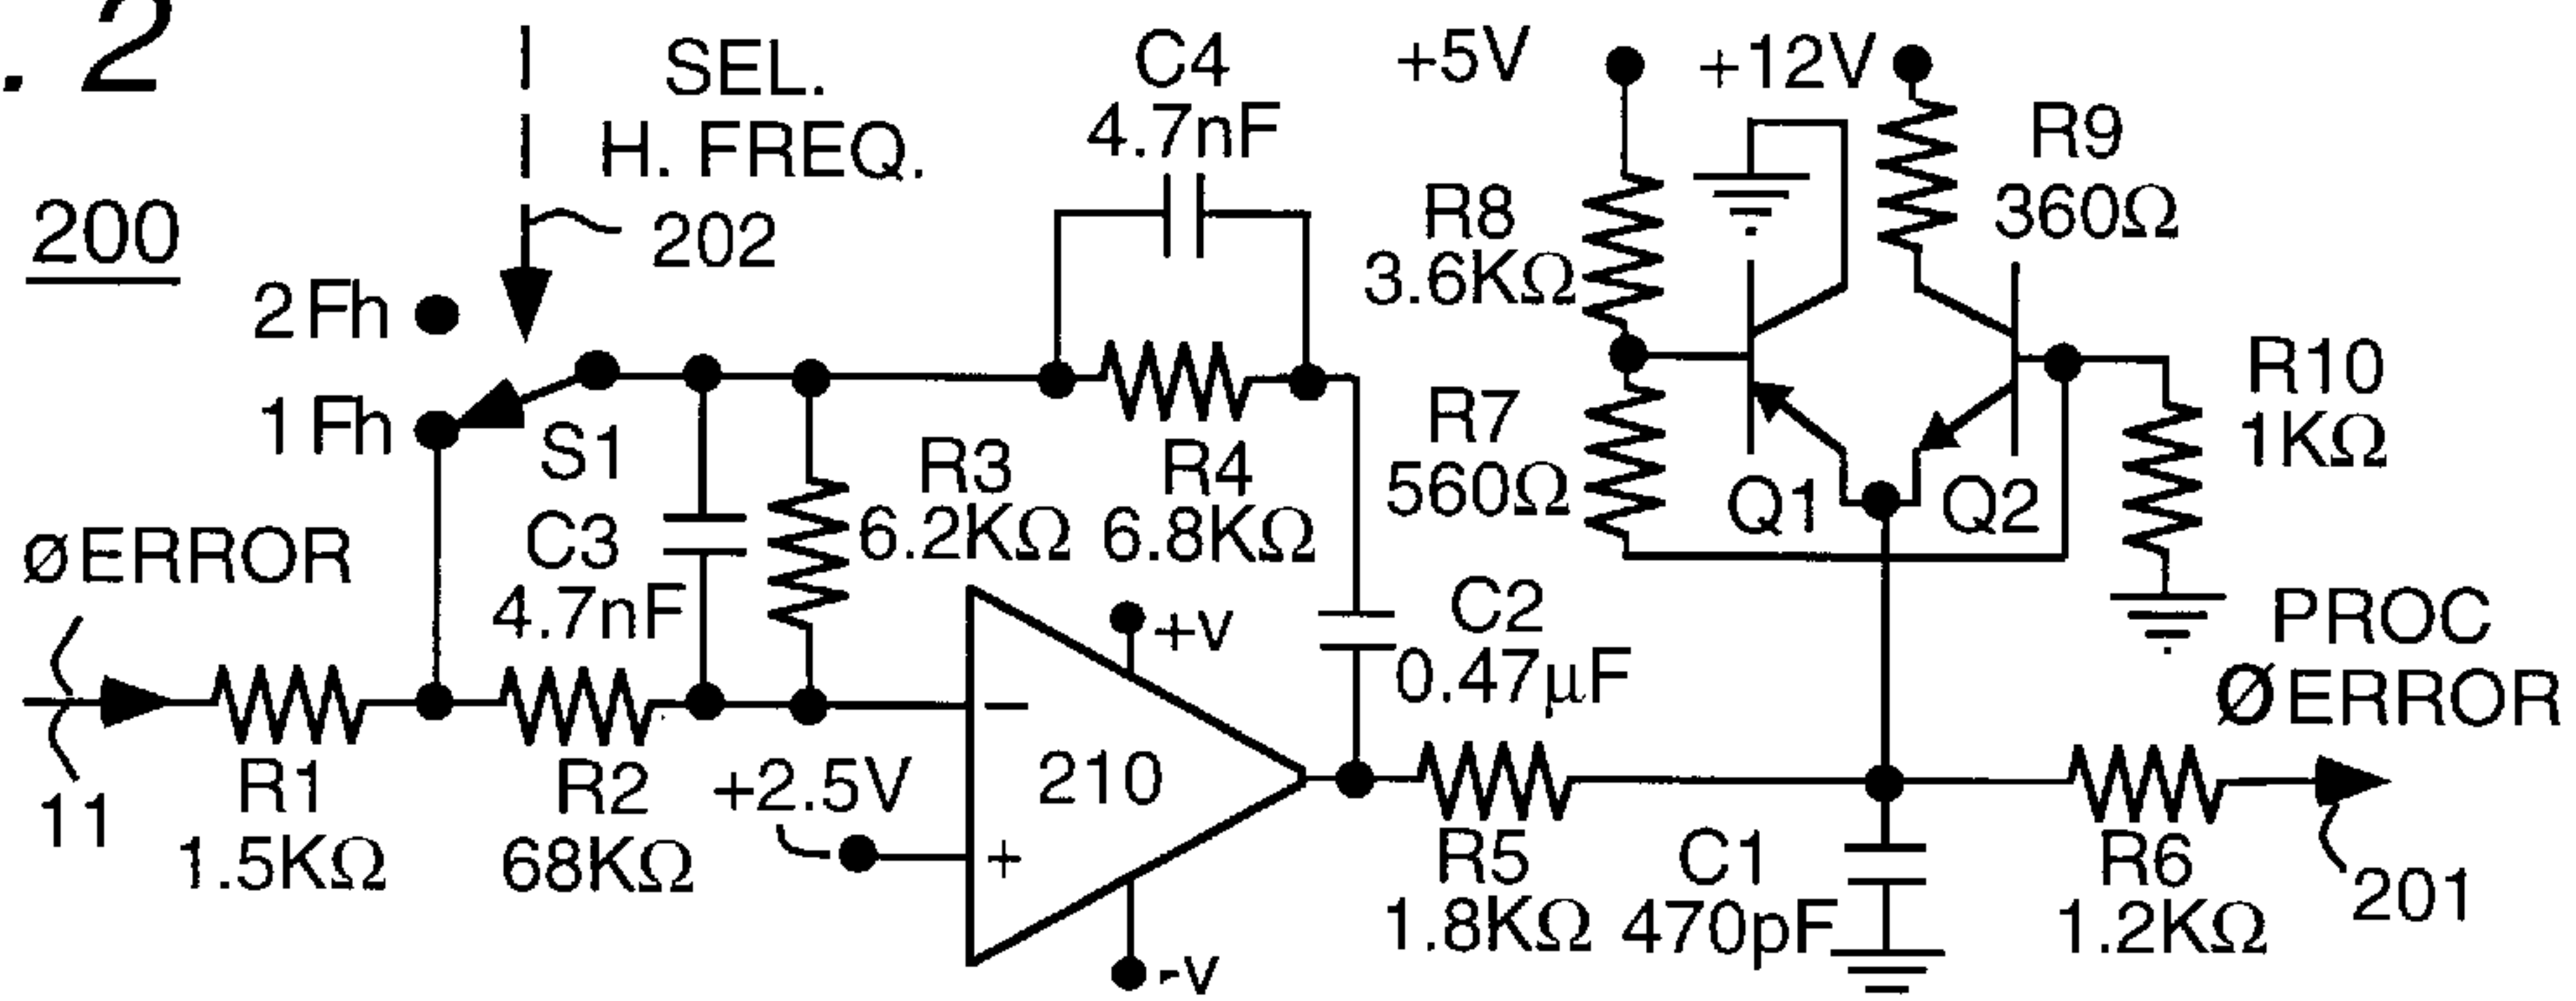 . 2
200
SEL.
H. FREQ.
202
2Fh
1Fh
S1
C4
4.7nF
+5V
+12V
R9
360Ω
R8
3.6KΩ
R10
1KΩ
R7
560Ω
Q1
Q2
R3
6.2KΩ
R4
6.8KΩ
C3
4.7nF
ØERROR
11
R1
1.5KΩ
R2
68KΩ
+2.5V
210
+v
-v
−
+
C2
0.47μF
R5
1.8KΩ
C1
470pF
R6
1.2KΩ
PROC
ØERROR
201